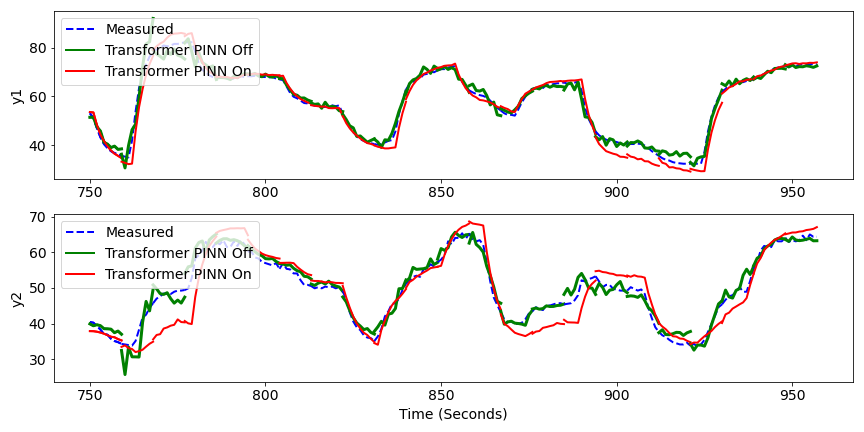 80
60
40
y1
Measured
Transformer PINN Off
Transformer PINN On
750
800
850
900
950
70
60
50
40
30
y2
Measured
Transformer PINN Off
Transformer PINN On
750
800
850
900
950
Time (Seconds)